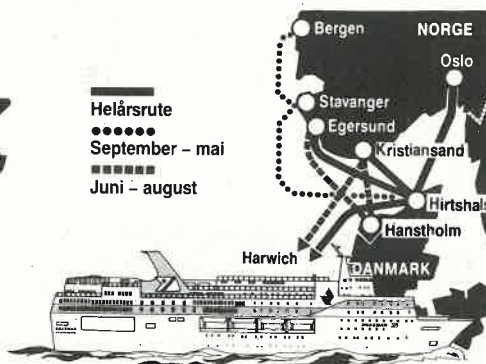 Bergen
NORGE
Oslo
Helårsrute
Stavanger
Egersund
September – mai
Kristiansand
Juni – august
Hirtshals
Hanstholm
Harwich
DANMARK